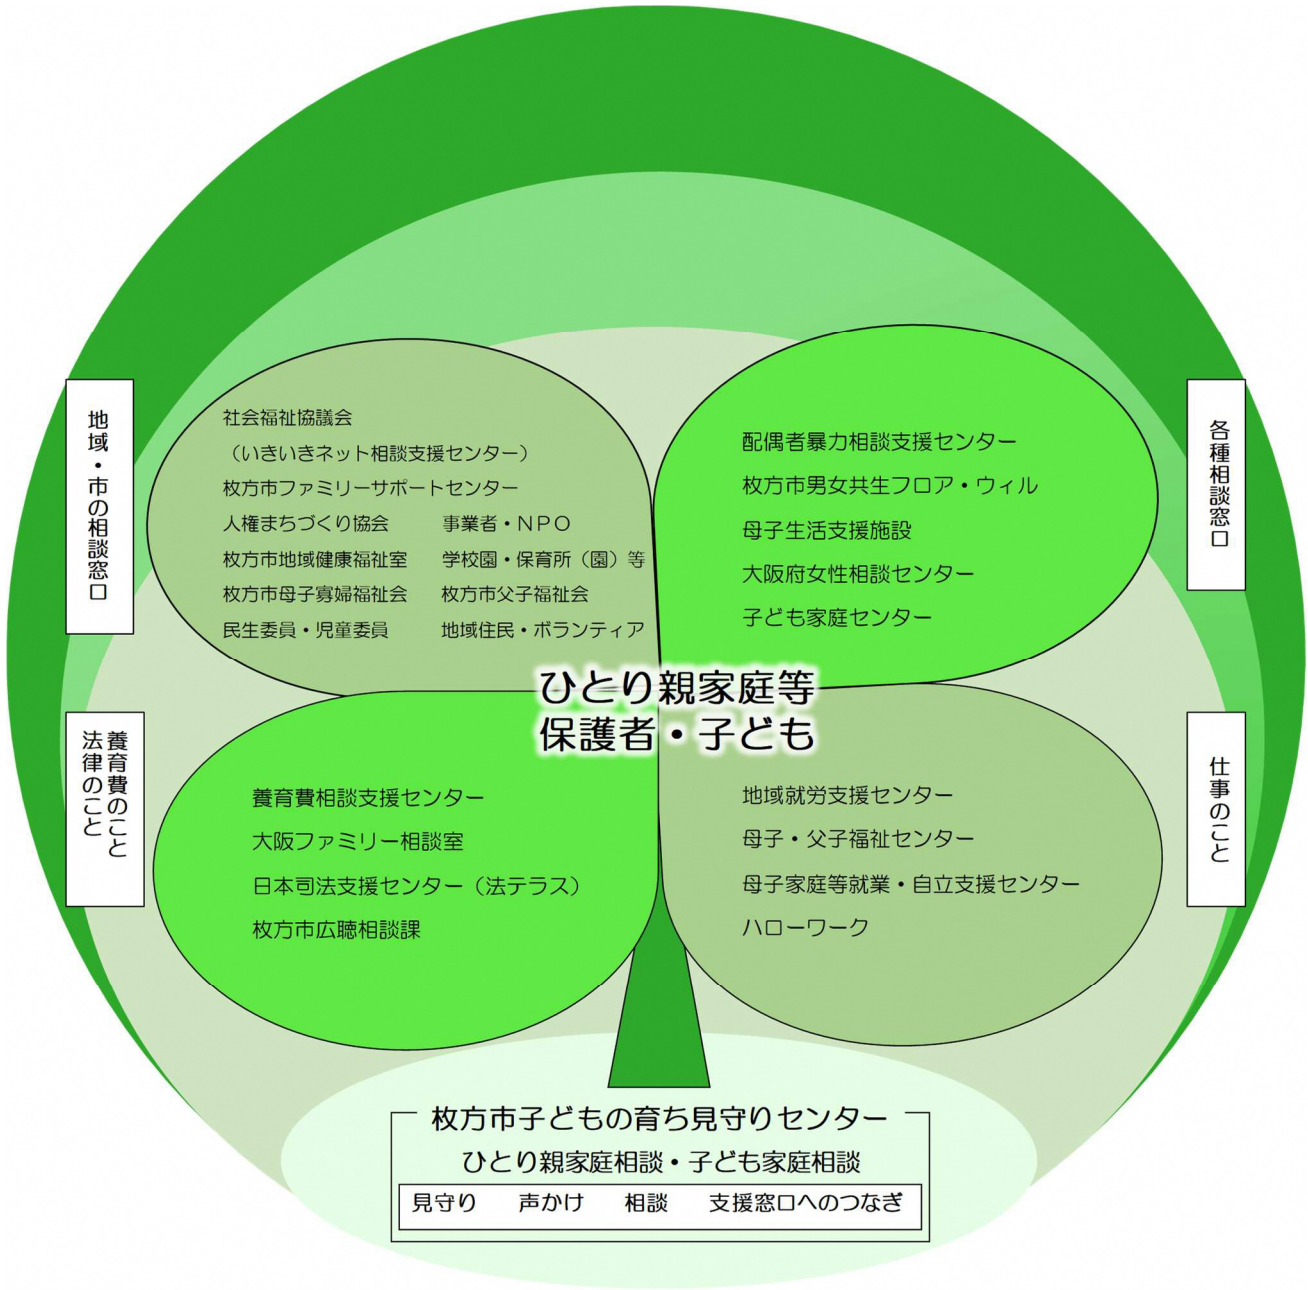 地域・市の相談窓口
社会福祉協議会
（いきいきネット相談支援センター）
枚方市ファミリーサポートセンター
人権まちづくり協会　事業者・ＮＰＯ
枚方市地域健康福祉室　学校園・保育所（園）等
枚方市母子寡婦福祉会　枚方市父子福祉会
民生委員・児童委員　地域住民・ボランティア
各種相談窓口
配偶者暴力相談支援センター
枚方市男女共生フロア・ウィル
母子生活支援施設
大阪府女性相談センター
子ども家庭センター
ひとり親家庭等
保護者・子ども
養育費のこと
法律のこと
養育費相談支援センター
大阪ファミリー相談室
日本司法支援センター（法テラス）
枚方市広聴相談課
仕事のこと
地域就労支援センター
母子・父子福祉センター
母子家庭等就業・自立支援センター
ハローワーク
枚方市子どもの育ち見守りセンター
ひとり親家庭相談・子ども家庭相談
見守り　声かけ　相談　支援窓口へのつなぎ